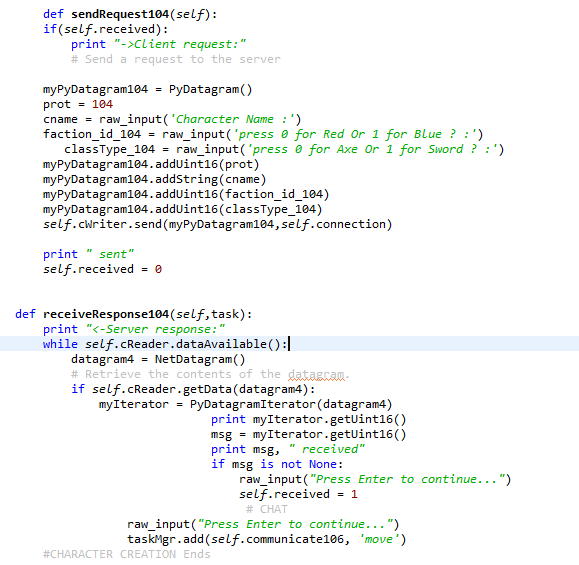 def sendRequest104(self):
if(self.received):
print "->Client request:"
# Send a request to the server
myPyDatagram104 = PyDatagram()
prot = 104
cname = raw_input('Character Name :')
faction_id_104 = raw_input('press 0 for Red Or 1 for Blue ? :')
classType_104 = raw_input('press 0 for Axe Or 1 for Sword ? :')
myPyDatagram104.addUint16(prot)
myPyDatagram104.addString(cname)
myPyDatagram104.addUint16(faction_id_104)
myPyDatagram104.addUint16(classType_104)
self.cWriter.send(myPyDatagram104,self.connection)
print " sent"
self.received = 0
def receiveResponse104(self,task):
print "<-Server response:"
while self.cReader.dataAvailable():
datagram4 = NetDatagram()
# Retrieve the contents of the datagram.
if self.cReader.getData(datagram4):
myIterator = PyDatagramIterator(datagram4)
print myIterator.getUint16()
msg = myIterator.getUint16()
print msg, " received"
if msg is not None:
raw_input("Press Enter to continue...")
self.received = 1
# CHAT
raw_input("Press Enter to continue...")
taskMgr.add(self.communicate106, 'move')
#CHARACTER CREATION Ends